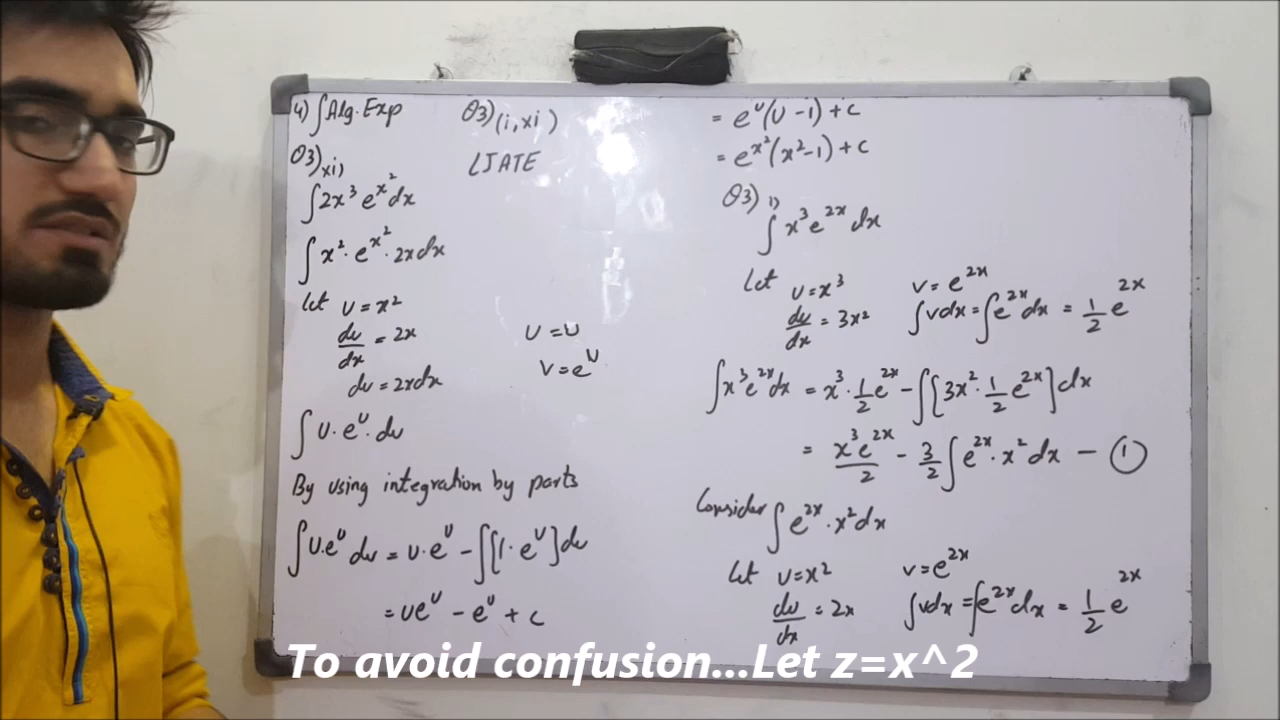 4) ∫Alg. Exp θ3)(i, xi)
θ3)xi) LIATE
∫2x³ e^x² dx
∫x² · e^x² · 2x dx
let u = x²
du/dx = 2x u = u
du = 2x dx v = e^u
∫u · e^u · du
By using integration by parts
∫u·e^u du = u·e^u - ∫[1·e^u] du
= ue^u - e^u + c
= e^u(u - 1) + c
= e^x²(x² - 1) + c
θ3) i)
∫x³ e^2x dx
Let u = x³ v = e^2x
du/dx = 3x² ∫v dx = ∫e^2x dx = 1/2 e^2x
∫x³ e^2x dx = x³ · 1/2 e^2x - ∫[3x² · 1/2 e^2x] dx
= x³ e^2x / 2 - 3/2 ∫e^2x · x² dx — ①
Consider ∫e^2x · x² dx
let u = x² v = e^2x
du/dx = 2x ∫v dx = ∫e^2x dx = 1/2 e^2x
To avoid confusion...Let z=x^2